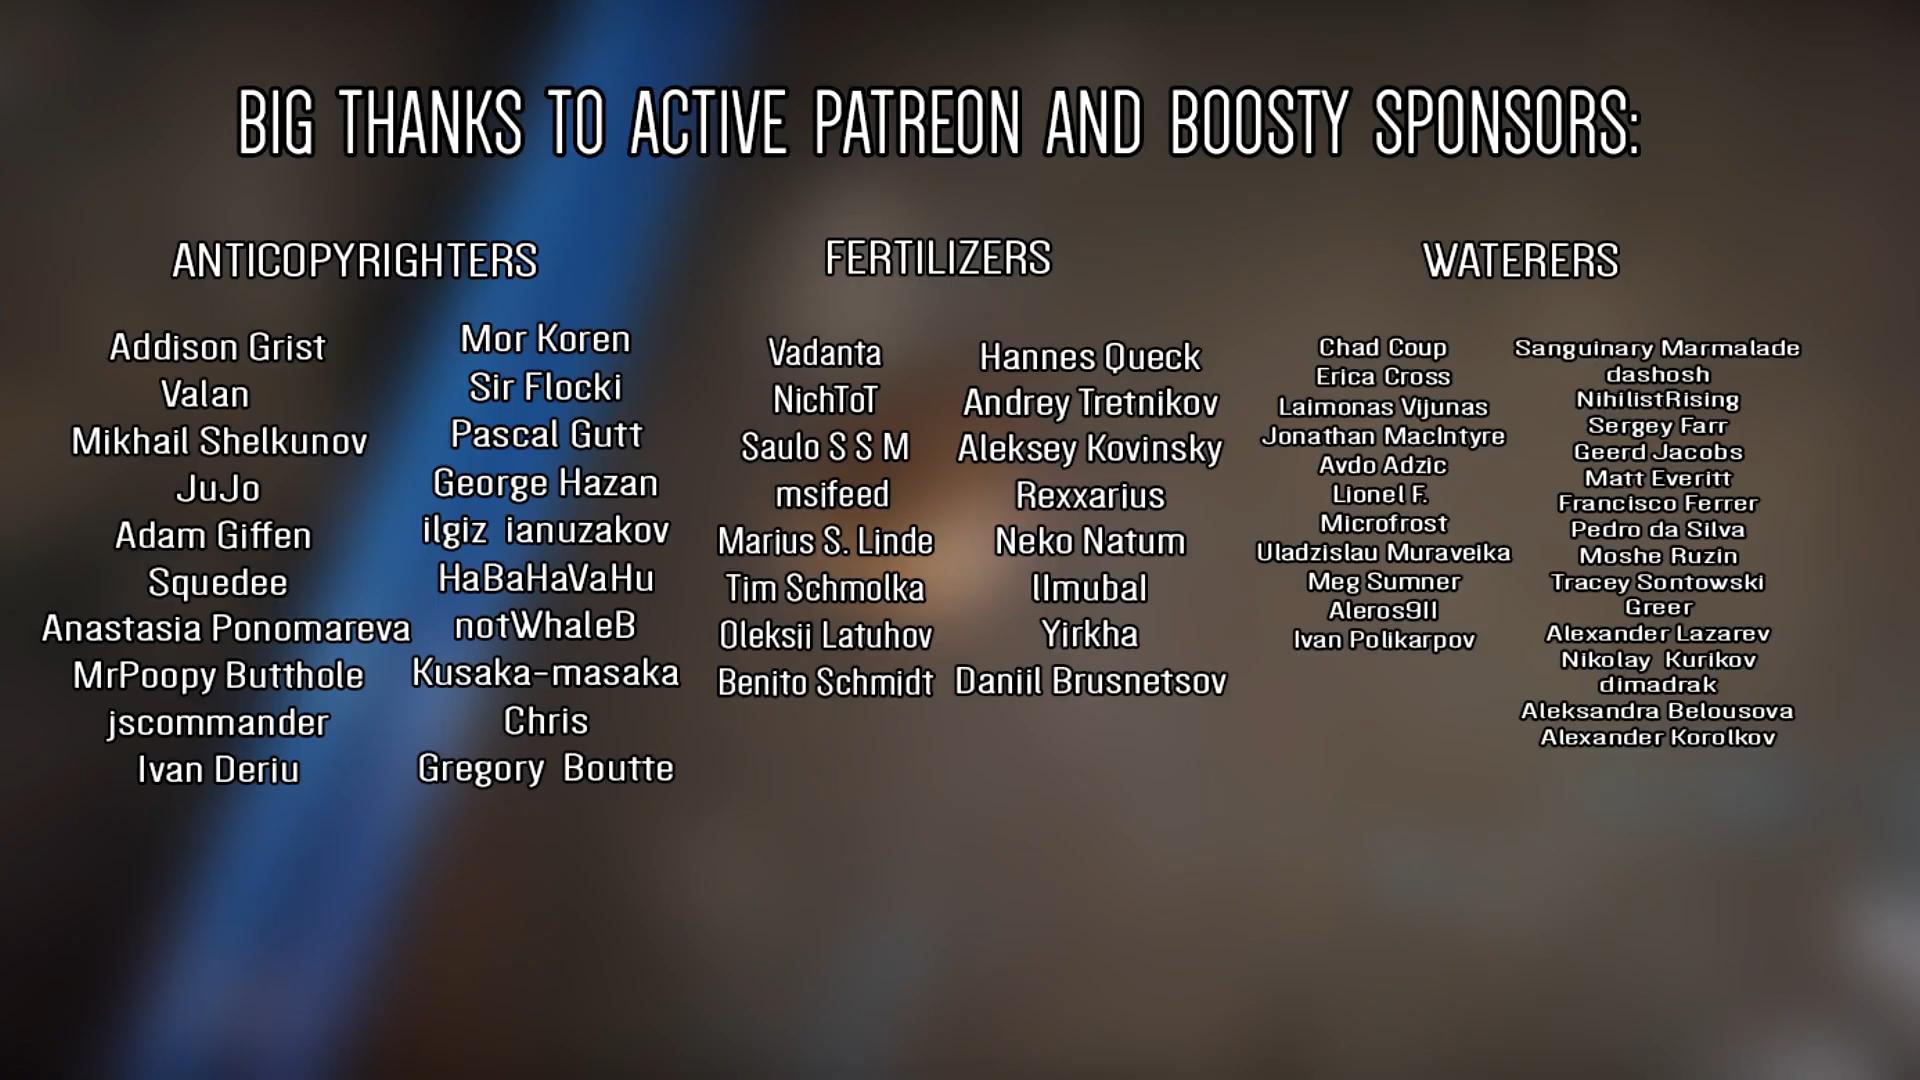 BIG THANKS TO ACTIVE PATREON AND BOOSTY SPONSORS:
ANTICOPYRIGHTERS
Addison Grist
Valan
Mikhail Shelkunov
JuJo
Adam Giffen
Squedee
Anastasia Ponomareva
MrPoopy Butthole
jscommander
Ivan Deriu
Mor Koren
Sir Flocki
Pascal Gutt
George Hazan
ilgiz ianuzakov
HaBaHaVaHu
notWhaleB
Kusaka-masaka
Chris
Gregory Boutte
FERTILIZERS
Vadanta
NichToT
Saulo S S M
msifeed
Marius S. Linde
Tim Schmolka
Oleksii Latuhov
Benito Schmidt
Hannes Queck
Andrey Tretnikov
Aleksey Kovinsky
Rexxarius
Neko Natum
llmubal
Yirkha
Daniil Brusnetsov
WATERERS
Chad Coup
Erica Cross
Laimonas Vijunas
Jonathan MacIntyre
Avdo Adzic
Lionel F.
Microfrost
Uladzislau Muraveika
Meg Sumner
Aleros911
Ivan Polikarpov
Sanguinary Marmalade
dashosh
NihilistRising
Sergey Farr
Geerd Jacobs
Matt Everitt
Francisco Ferrer
Pedro da Silva
Moshe Ruzin
Tracey Sontowski
Greer
Alexander Lazarev
Nikolay Kurikov
dimadrak
Aleksandra Belousova
Alexander Korolkov